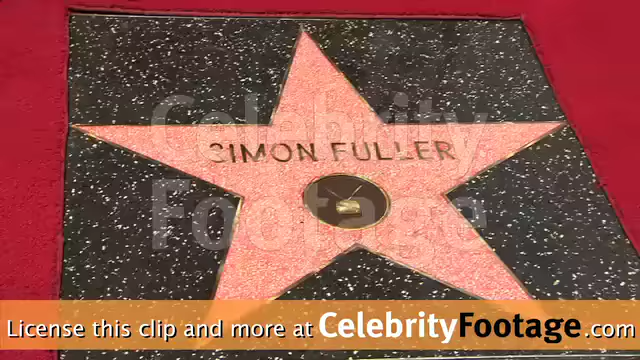 Celebrity
SIMON FULLER
Footage
License this clip and more at CelebrityFootage.com